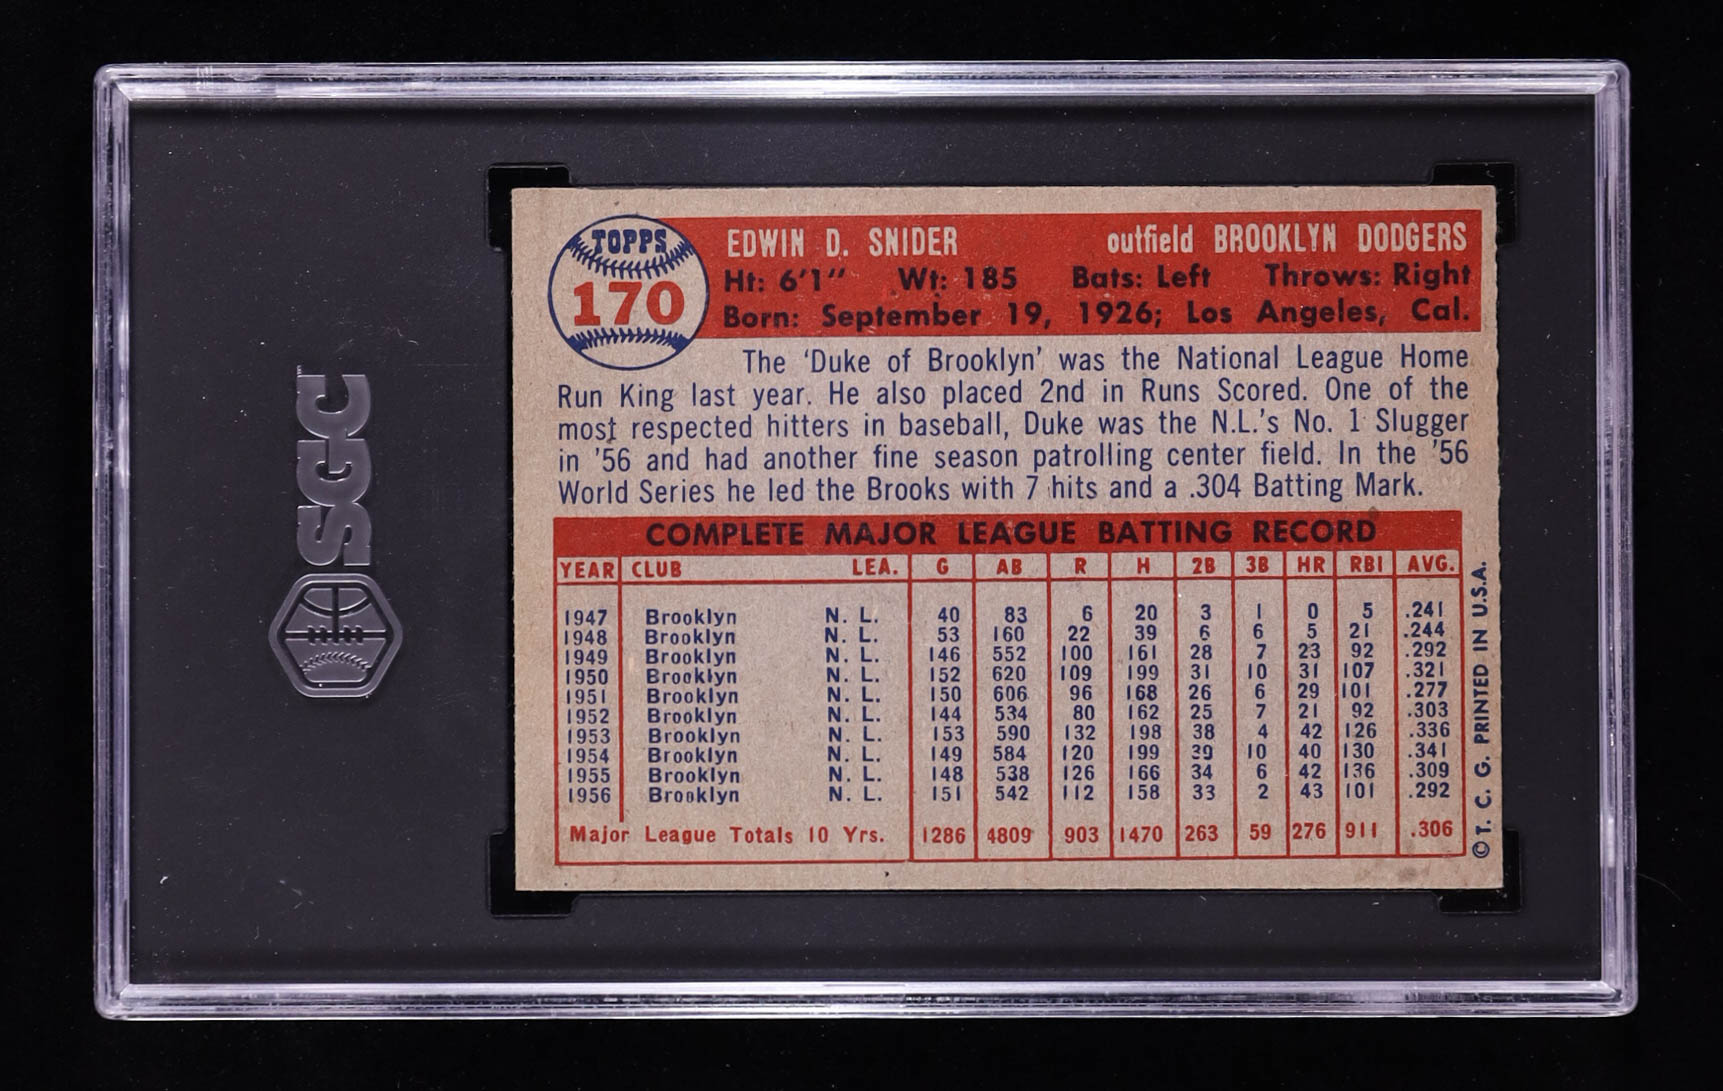 TOPPS
170
EDWIN D. SNIDER outfield BROOKLYN DODGERS
Ht: 6'1" Wt: 185 Bats: Left Throws: Right
Born: September 19, 1926; Los Angeles, Cal.
The 'Duke of Brooklyn' was the National League Home
Run King last year. He also placed 2nd in Runs Scored. One of the
most respected hitters in baseball, Duke was the N.L.'s No. 1 Slugger
in '56 and had another fine season patrolling center field. In the '56
World Series he led the Brooks with 7 hits and a .304 Batting Mark.
COMPLETE MAJOR LEAGUE BATTING RECORD
YEAR CLUB LEA. G AB R H 2B 3B HR RBI AVG.
1947 Brooklyn N. L. 40 83 6 20 3 1 0 5 .241
1948 Brooklyn N. L. 53 160 22 39 6 6 5 21 .244
1949 Brooklyn N. L. 146 552 100 161 28 7 23 92 .292
1950 Brooklyn N. L. 152 620 109 199 31 10 31 107 .321
1951 Brooklyn N. L. 150 606 96 168 26 6 29 101 .277
1952 Brooklyn N. L. 144 534 80 162 25 7 21 92 .303
1953 Brooklyn N. L. 153 590 132 198 38 4 42 126 .336
1954 Brooklyn N. L. 149 584 120 199 39 10 40 130 .341
1955 Brooklyn N. L. 148 538 126 166 34 6 42 136 .309
1956 Brooklyn N. L. 151 542 112 158 33 2 43 101 .292
Major League Totals 10 Yrs. 1286 4809 903 1470 263 59 276 911 .306
© T. C. G. PRINTED IN U.S.A.
SGC